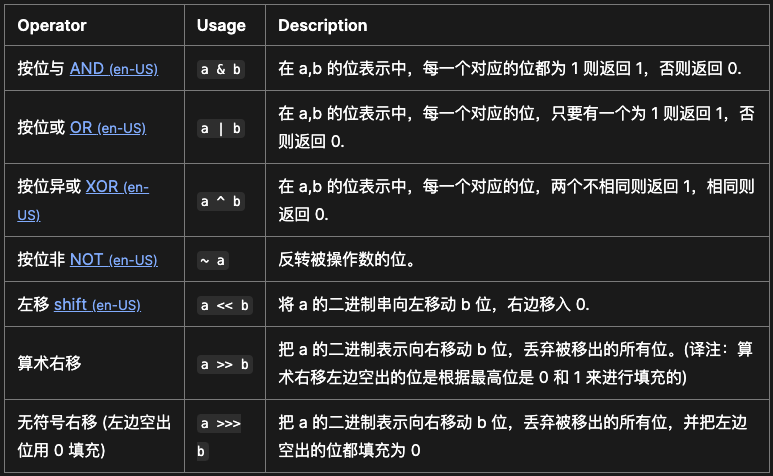 Operator Usage Description
按位与 AND (en-US) a & b 在 a,b 的位表示中，每一个对应的位都为 1 则返回 1，否则返回 0.
按位或 OR (en-US) a | b 在 a,b 的位表示中，每一个对应的位，只要有一个为 1 则返回 1，否
则返回 0.
按位异或 XOR (en-
US) a ^ b 在 a,b 的位表示中，每一个对应的位，两个不相同则返回 1，相同则
返回 0.
按位非 NOT (en-US) ~ a 反转被操作数的位。
左移 shift (en-US) a << b 将 a 的二进制串向左移动 b 位，右边移入 0.
算术右移 a >> b 把 a 的二进制表示向右移动 b 位，丢弃被移出的所有位。(译注：算
术右移左边空出的位是根据最高位是 0 和 1 来进行填充的)
无符号右移 (左边空出
位用 0 填充) a >>>
b 把 a 的二进制表示向右移动 b 位，丢弃被移出的所有位，并把左边
空出的位都填充为 0